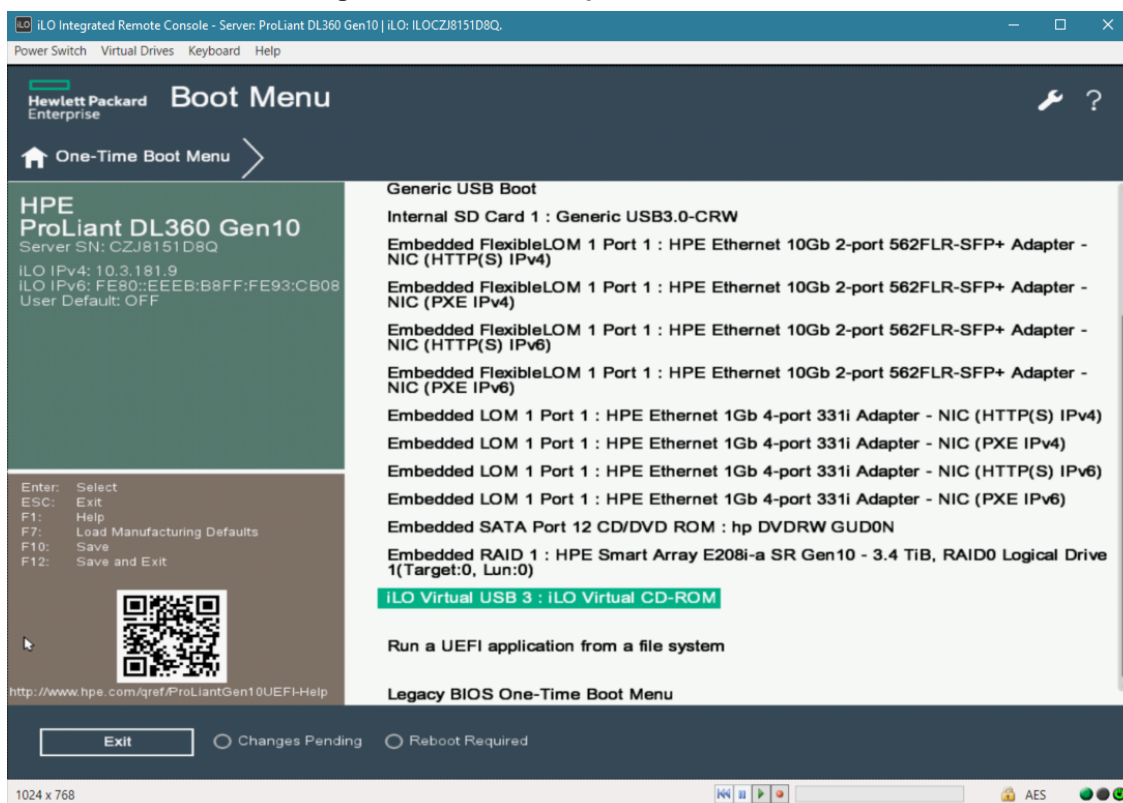 iLO Integrated Remote Console - Server: ProLiant DL360 Gen10 | iLO: ILOCZJ8151D8Q.
Power Switch Virtual Drives Keyboard Help
Hewlett Packard
Enterprise
Boot Menu
?
One-Time Boot Menu
HPE
ProLiant DL360 Gen10
Server SN: CZJ8151D8Q
iLO IPv4: 10.3.181.9
iLO IPv6: FE80::EEEB:B8FF:FE93:CB08
User Default: OFF
Enter: Select
ESC: Exit
F1: Help
F7: Load Manufacturing Defaults
F10: Save
F12: Save and Exit
http://www.hpe.com/qref/ProLiantGen10UEFI-Help
Generic USB Boot
Internal SD Card 1 : Generic USB3.0-CRW
Embedded FlexibleLOM 1 Port 1 : HPE Ethernet 10Gb 2-port 562FLR-SFP+ Adapter -
NIC (HTTP(S) IPv4)
Embedded FlexibleLOM 1 Port 1 : HPE Ethernet 10Gb 2-port 562FLR-SFP+ Adapter -
NIC (PXE IPv4)
Embedded FlexibleLOM 1 Port 1 : HPE Ethernet 10Gb 2-port 562FLR-SFP+ Adapter -
NIC (HTTP(S) IPv6)
Embedded FlexibleLOM 1 Port 1 : HPE Ethernet 10Gb 2-port 562FLR-SFP+ Adapter -
NIC (PXE IPv6)
Embedded LOM 1 Port 1 : HPE Ethernet 1Gb 4-port 331i Adapter - NIC (HTTP(S) IPv4)
Embedded LOM 1 Port 1 : HPE Ethernet 1Gb 4-port 331i Adapter - NIC (PXE IPv4)
Embedded LOM 1 Port 1 : HPE Ethernet 1Gb 4-port 331i Adapter - NIC (HTTP(S) IPv6)
Embedded LOM 1 Port 1 : HPE Ethernet 1Gb 4-port 331i Adapter - NIC (PXE IPv6)
Embedded SATA Port 12 CD/DVD ROM : hp DVDRW GUD0N
Embedded RAID 1 : HPE Smart Array E208i-a SR Gen10 - 3.4 TiB, RAID0 Logical Drive
1(Target:0, Lun:0)
iLO Virtual USB 3 : iLO Virtual CD-ROM
Run a UEFI application from a file system
Legacy BIOS One-Time Boot Menu
Exit
Changes Pending
Reboot Required
1024 x 768
AES